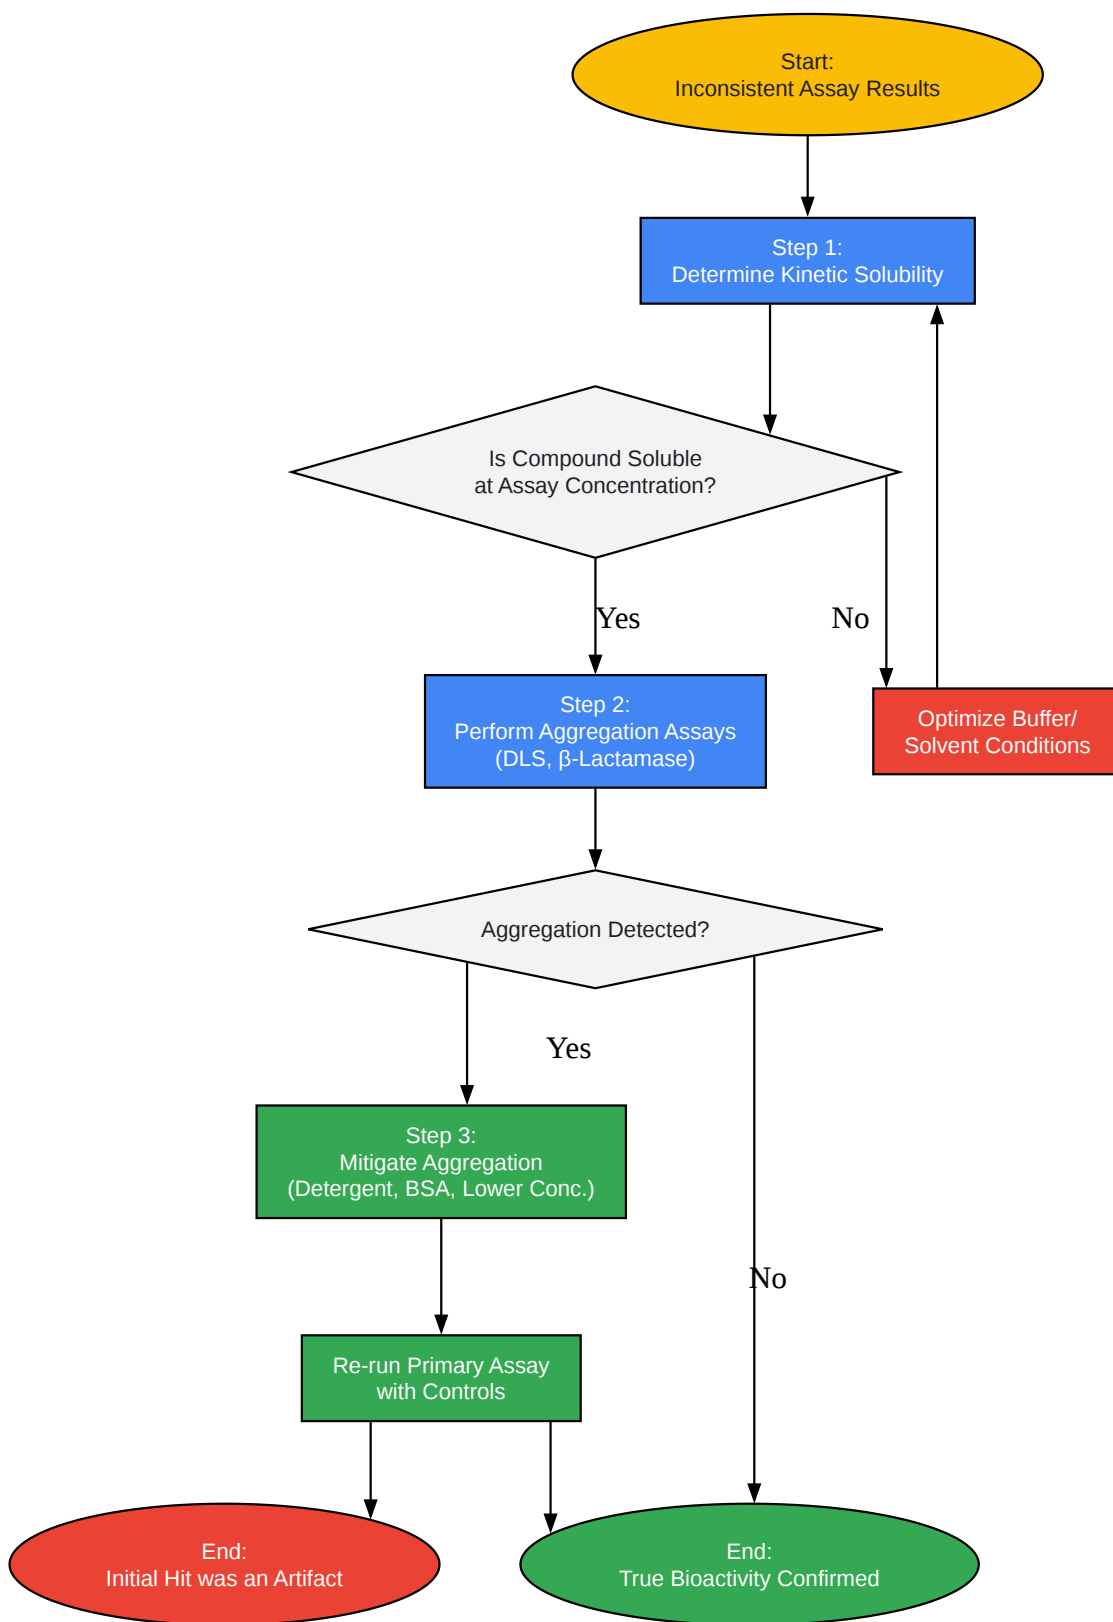 Start:
Inconsistent Assay Results
Step 1:
Determine Kinetic Solubility
Is Compound Soluble
at Assay Concentration?
Yes
No
Step 2:
Perform Aggregation Assays
(DLS, β-Lactamase)
Optimize Buffer/
Solvent Conditions
Aggregation Detected?
Yes
Step 3:
Mitigate Aggregation
(Detergent, BSA, Lower Conc.)
No
Re-run Primary Assay
with Controls
End:
Initial Hit was an Artifact
End:
True Bioactivity Confirmed